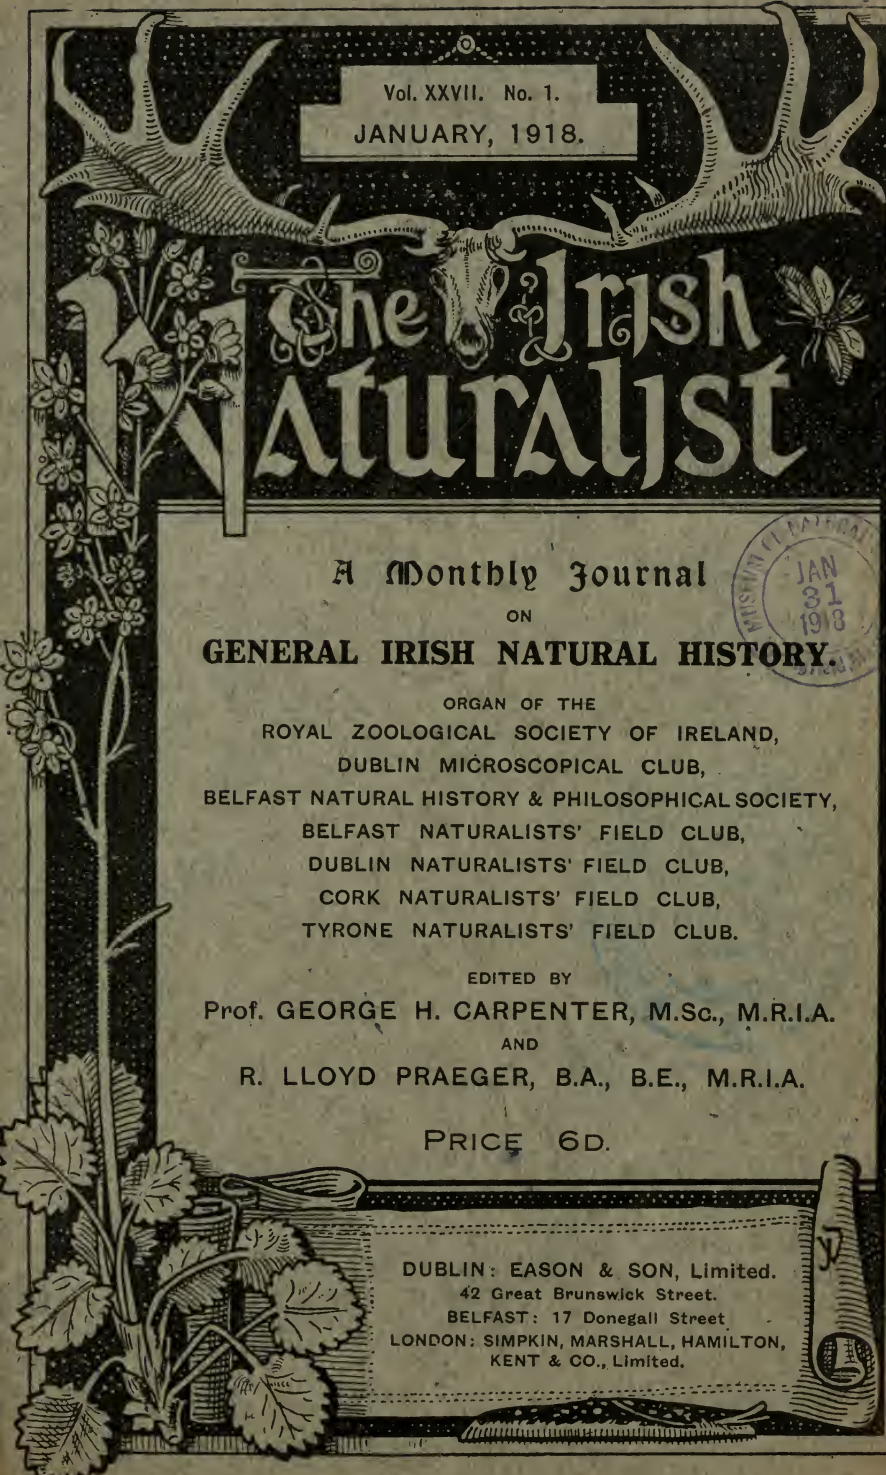 Vol. XXVII. No. 1.
JANUARY, 1918.
The Irish
Naturalist
A Monthly Journal
ON
GENERAL IRISH NATURAL HISTORY.
MUSEUM OF NATURAL
JAN
31
1918
ORGAN OF THE
ROYAL ZOOLOGICAL SOCIETY OF IRELAND,
DUBLIN MICROSCOPICAL CLUB,
BELFAST NATURAL HISTORY & PHILOSOPHICAL SOCIETY,
BELFAST NATURALISTS' FIELD CLUB,
DUBLIN NATURALISTS' FIELD CLUB,
CORK NATURALISTS' FIELD CLUB,
TYRONE NATURALISTS' FIELD CLUB.
EDITED BY
Prof. GEORGE H. CARPENTER, M.Sc., M.R.I.A.
AND
R. LLOYD PRAEGER, B.A., B.E., M.R.I.A.
PRICE 6D.
DUBLIN: EASON & SON, Limited.
42 Great Brunswick Street.
BELFAST: 17 Donegall Street
LONDON: SIMPKIN, MARSHALL, HAMILTON,
KENT & CO., Limited.